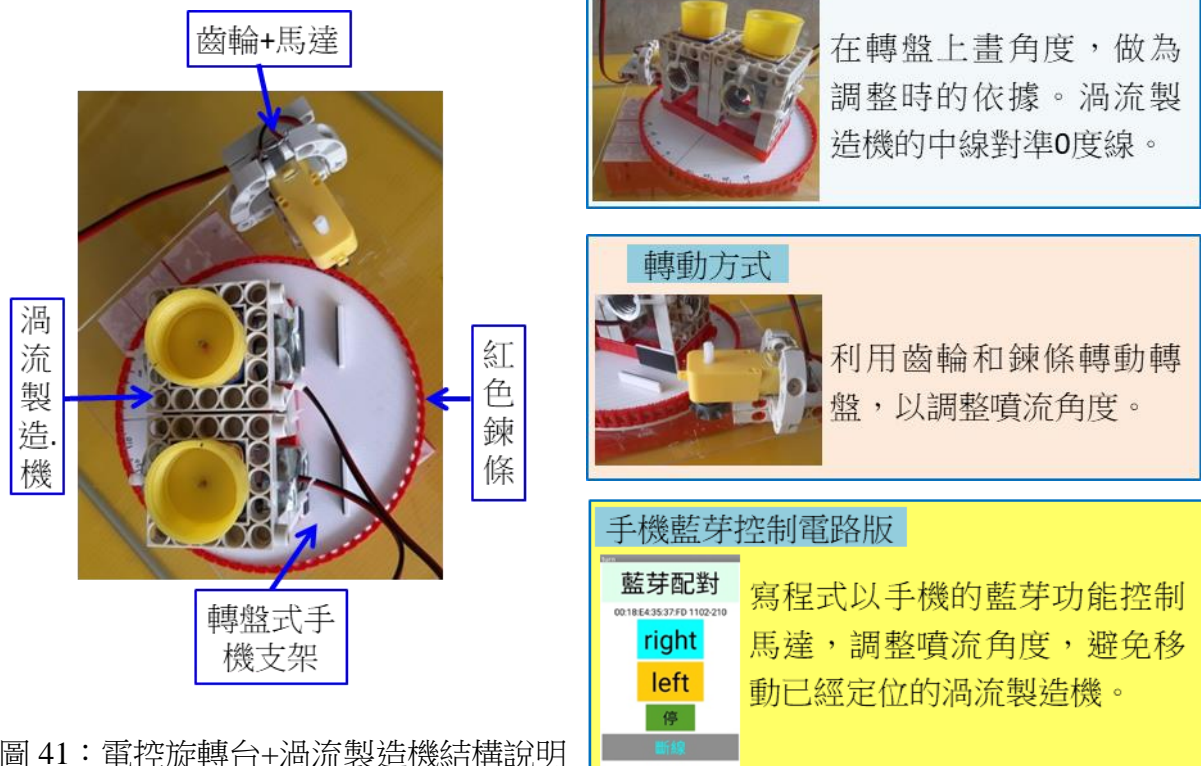 齒輪+馬達
渦
流
製
造.
機
紅
色
鍊
條
轉盤式手
機支架
圖 41：電控旋轉台+渦流製造機結構說明
在轉盤上畫角度，做為
調整時的依據。渦流製
造機的中線對準0度線。
轉動方式
利用齒輪和鍊條轉動轉
盤，以調整噴流角度。
手機藍芽控制電路版
藍芽配對
00:18:E4:35:37:FD 1102-210
right
left
停
斷線
寫程式以手機的藍芽功能控制
馬達，調整噴流角度，避免移
動已經定位的渦流製造機。